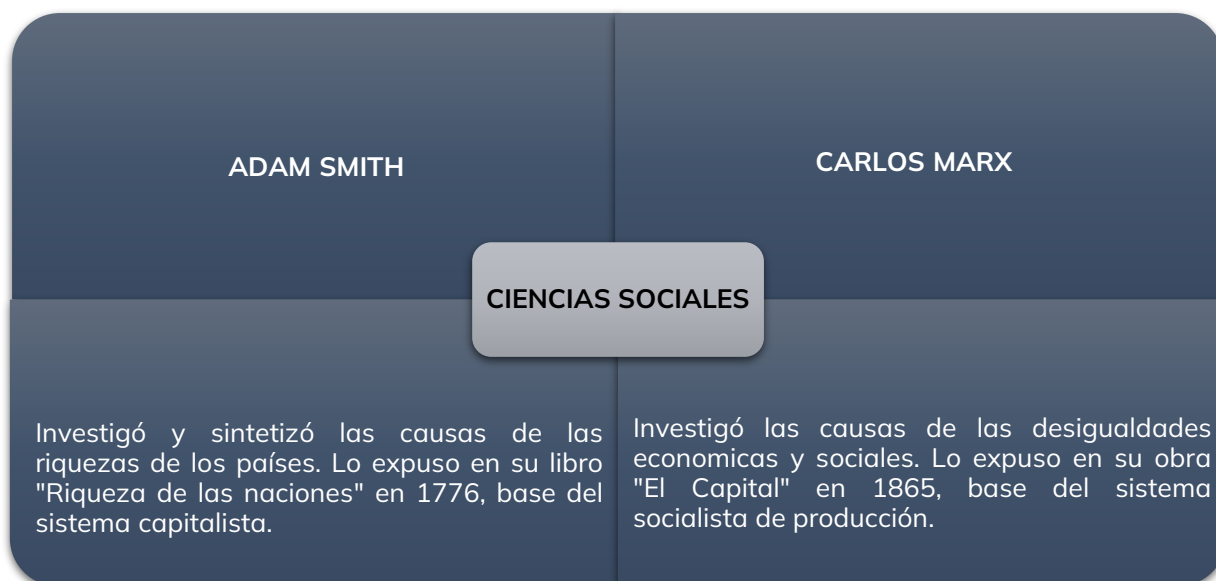 ADAM SMITH
CARLOS MARX
CIENCIAS SOCIALES
Investigó y sintetizó las causas de las
riquezas de los países. Lo expuso en su libro
"Riqueza de las naciones" en 1776, base del
sistema capitalista.
Investigó las causas de las desigualdades
economicas y sociales. Lo expuso en su obra
"El Capital" en 1865, base del sistema
socialista de producción.